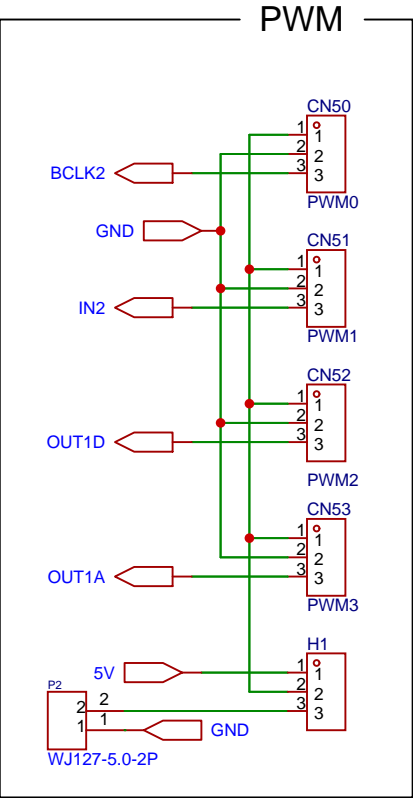 PWM
CN50
1 1
2 2
BCLK2 3 3
PWM0
GND
CN51
1 1
2 2
IN2 3 3
PWM1
CN52
1 1
2 2
OUT1D 3 3
PWM2
CN53
1 1
2 2
OUT1A 3 3
PWM3
H1
5V 1 1
2 2
3 3
P2
2 2
1 1 GND
WJ127-5.0-2P